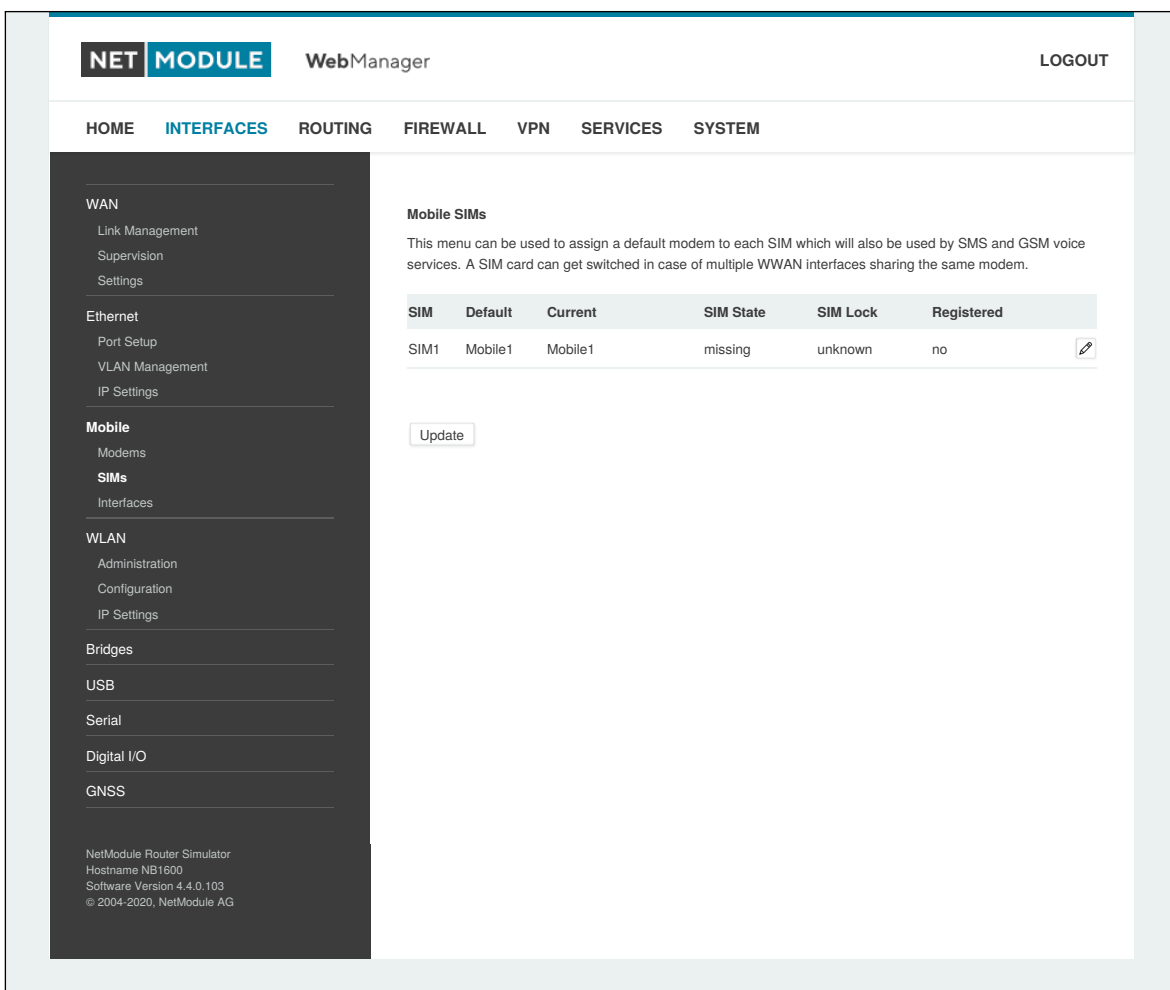 NET MODULE WebManager LOGOUT
HOME INTERFACES ROUTING FIREWALL VPN SERVICES SYSTEM
WAN
Link Management
Supervision
Settings
Ethernet
Port Setup
VLAN Management
IP Settings
Mobile
Modems
SIMs
Interfaces
WLAN
Administration
Configuration
IP Settings
Bridges
USB
Serial
Digital I/O
GNSS
NetModule Router Simulator
Hostname NB1600
Software Version 4.4.0.103
© 2004-2020, NetModule AG
Mobile SIMs
This menu can be used to assign a default modem to each SIM which will also be used by SMS and GSM voice
services. A SIM card can get switched in case of multiple WWAN interfaces sharing the same modem.
SIM Default Current SIM State SIM Lock Registered
SIM1 Mobile1 Mobile1 missing unknown no
Update